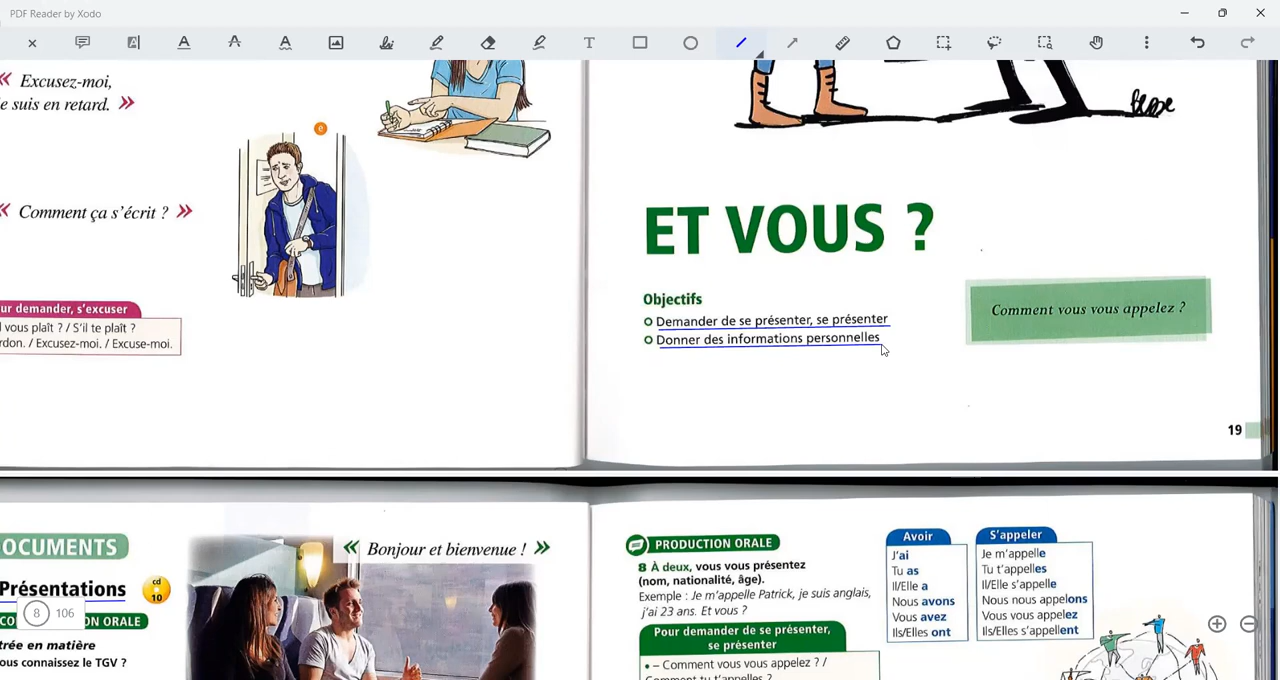 PDF Reader by Xodo
« Excusez-moi,
e suis en retard. »
e
« Comment ça s'écrit ? »
ur demander, s'excuser
l vous plaît ? / S'il te plaît ?
rdon. / Excusez-moi. / Excuse-moi.
ET VOUS ?
Objectifs
Demander de se présenter, se présenter
Donner des informations personnelles
Comment vous vous appelez ?
19
OCUMENTS
Présentations
cd
10
8 106
CO ON ORALE
trée en matière
ous connaissez le TGV ?
« Bonjour et bienvenue ! »
PRODUCTION ORALE
8 À deux, vous vous présentez
(nom, nationalité, âge).
Exemple : Je m'appelle Patrick, je suis anglais,
j'ai 23 ans. Et vous ?
Pour demander de se présenter,
se présenter
• – Comment vous vous appelez ? /
Comment tu t'appelles ?
Avoir
J'ai
Tu as
Il/Elle a
Nous avons
Vous avez
Ils/Elles ont
S'appeler
Je m'appelle
Tu t'appelles
Il/Elle s'appelle
Nous nous appelons
Vous vous appelez
Ils/Elles s'appellent